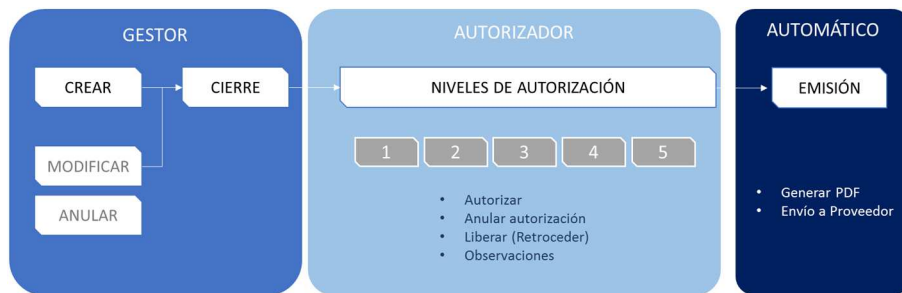 GESTOR
CREAR
CIERRE
MODIFICAR
ANULAR
AUTORIZADOR
NIVELES DE AUTORIZACIÓN
1 2 3 4 5
• Autorizar
• Anular autorización
• Liberar (Retroceder)
• Observaciones
AUTOMÁTICO
EMISIÓN
• Generar PDF
• Envío a Proveedor